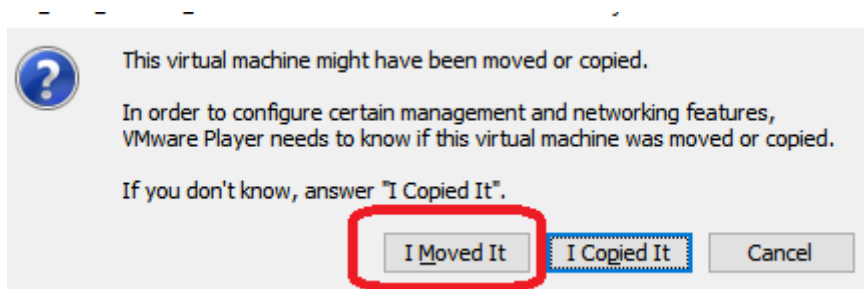 This virtual machine might have been moved or copied.
In order to configure certain management and networking features,
VMware Player needs to know if this virtual machine was moved or copied.
If you don't know, answer "I Copied It".
I Moved It
I Copied It
Cancel